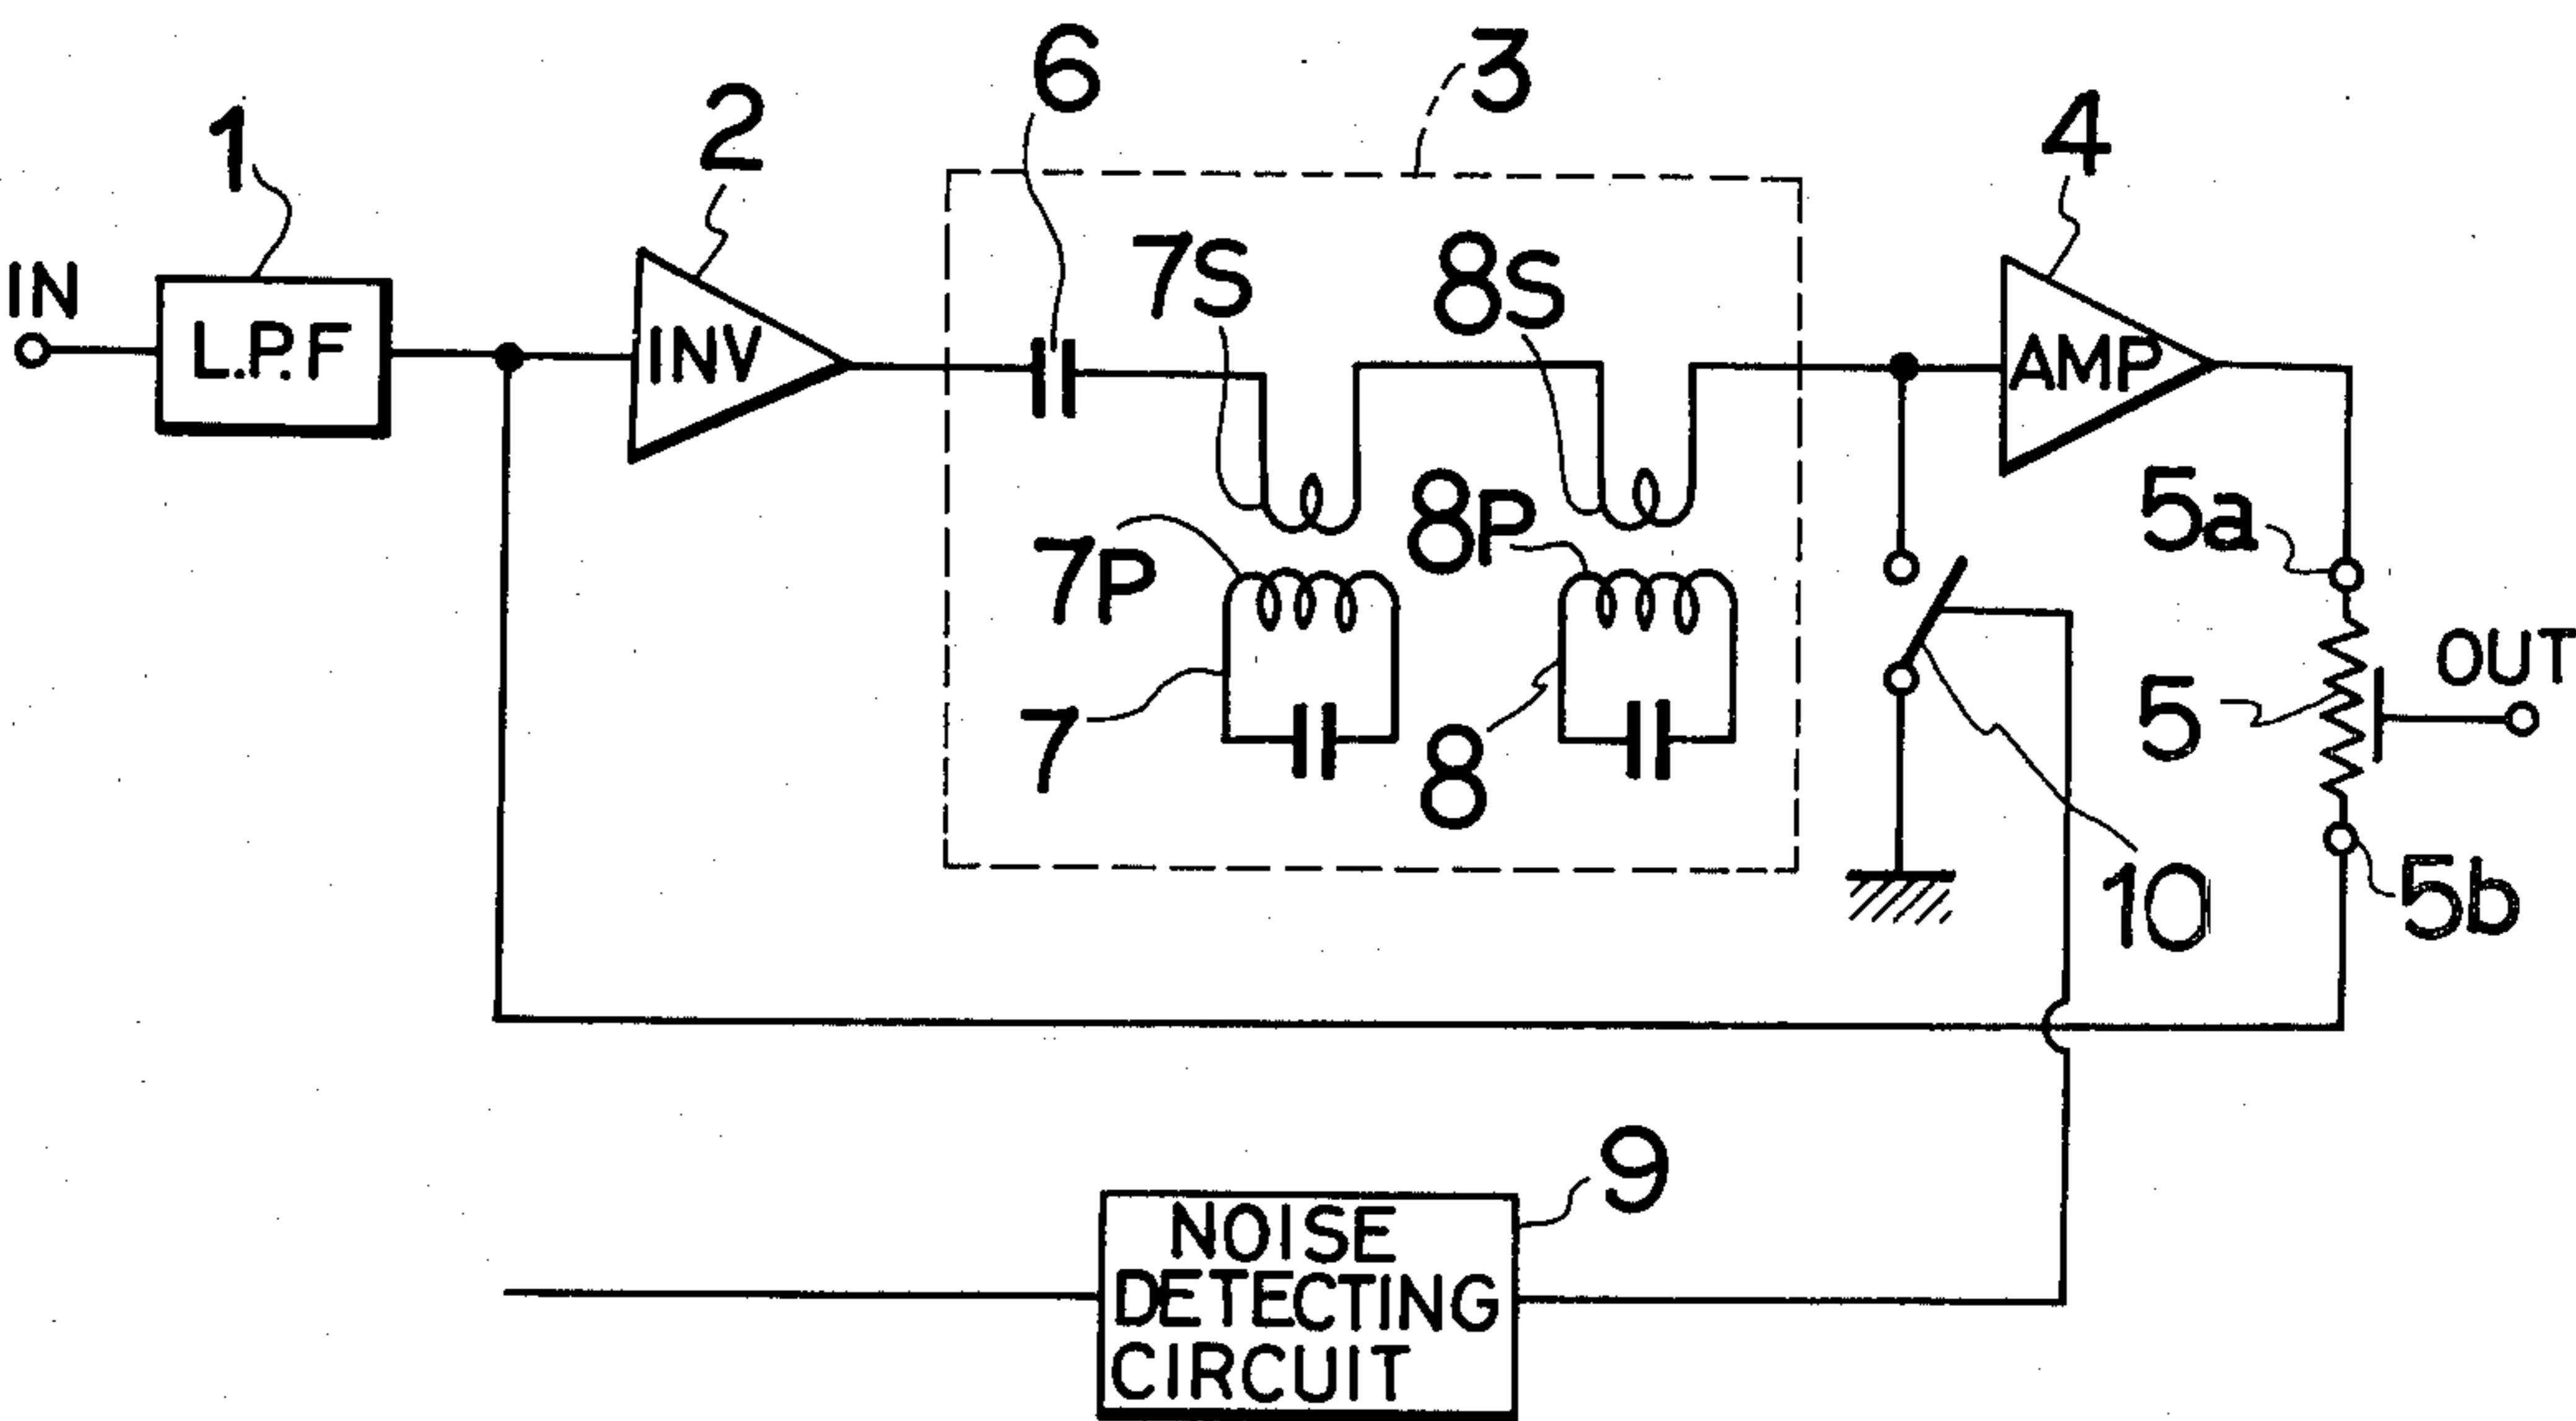 6
3
2
4
1
IN
L.P.F
INV
7S
8S
AMP
7P
8P
5a
5
OUT
7
8
10
5b
9
NOISE
DETECTING
CIRCUIT